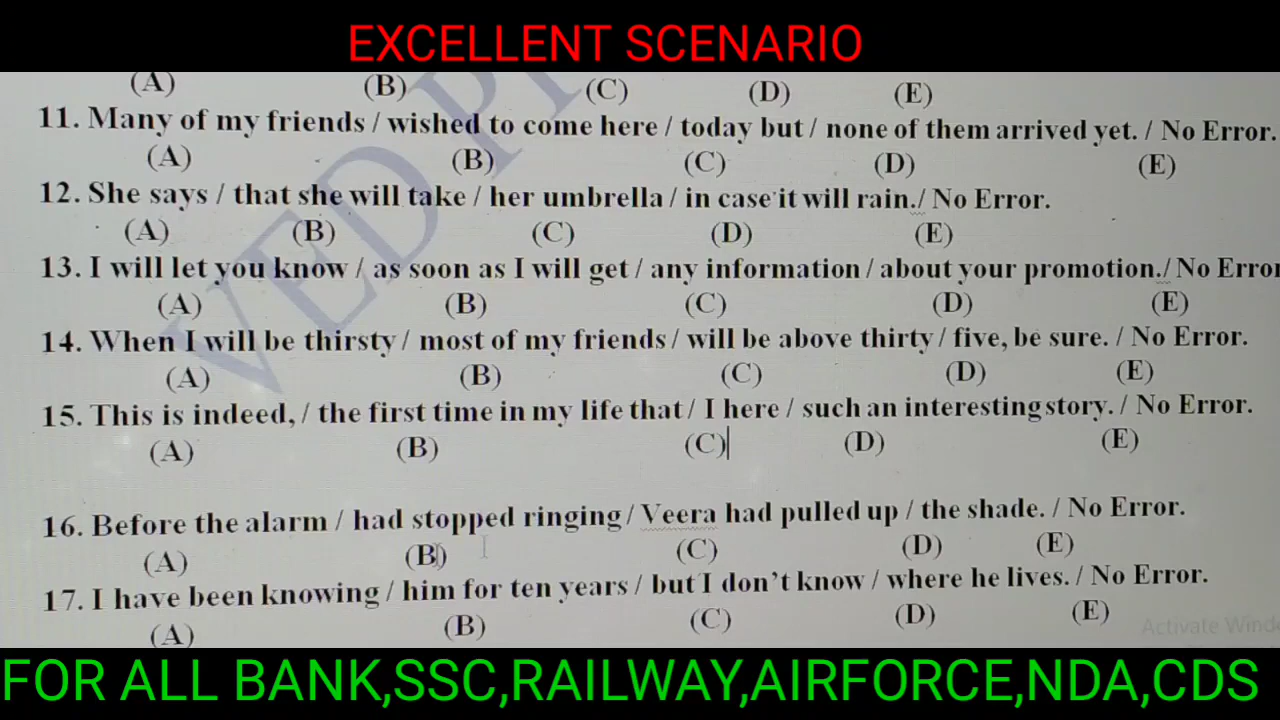 EXCELLENT SCENARIO
(A) (B) (C) (D) (E)
11. Many of my friends / wished to come here / today but / none of them arrived yet. / No Error.
(A) (B) (C) (D) (E)
12. She says / that she will take / her umbrella / in case it will rain./ No Error.
(A) (B) (C) (D) (E)
13. I will let you know / as soon as I will get / any information / about your promotion./ No Error
(A) (B) (C) (D) (E)
14. When I will be thirsty / most of my friends / will be above thirty / five, be sure. / No Error.
(A) (B) (C) (D) (E)
15. This is indeed, / the first time in my life that / I here / such an interesting story. / No Error.
(A) (B) (C) (D) (E)
16. Before the alarm / had stopped ringing / Veera had pulled up / the shade. / No Error.
(A) (B) (C) (D) (E)
17. I have been knowing / him for ten years / but I don't know / where he lives. / No Error.
(A) (B) (C) (D) (E)
VED
Activate Wind
FOR ALL BANK,SSC,RAILWAY,AIRFORCE,NDA,CDS